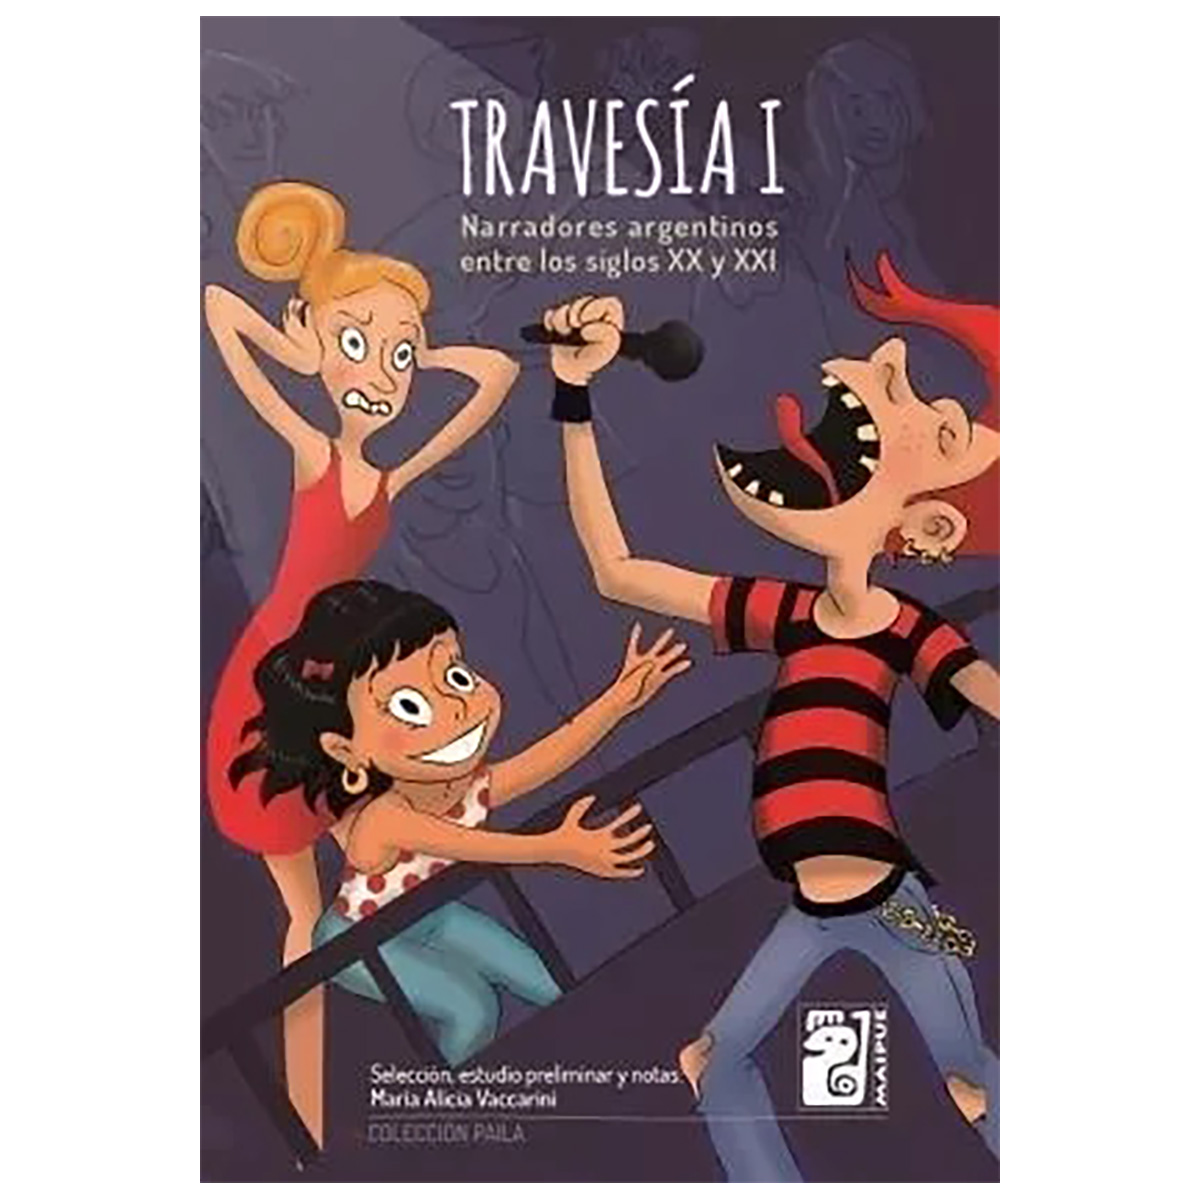 TRAVESÍA I
Narradores argentinos
entre los siglos XX y XXI
Selección, estudio preliminar y notas:
María Alicia Vaccarini
COLECCIÓN PAILA
MAIPUE